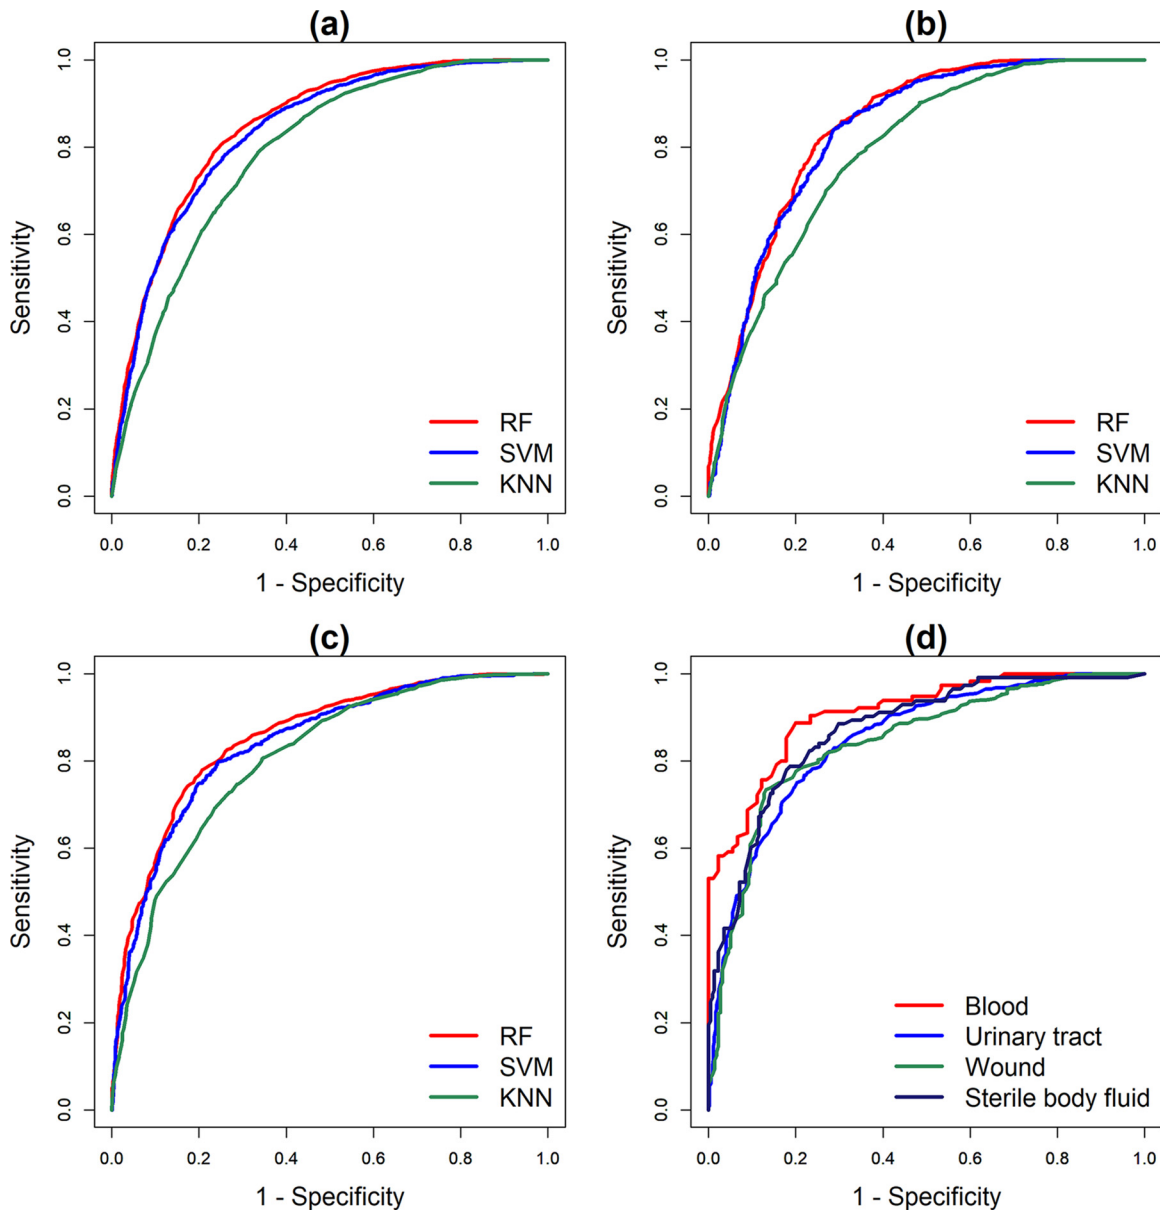 (a)
1.0
0.8
0.6
0.4
0.2
0.0
Sensitivity
RF
SVM
KNN
0.0 0.2 0.4 0.6 0.8 1.0
1 - Specificity
(b)
1.0
0.8
0.6
0.4
0.2
0.0
Sensitivity
RF
SVM
KNN
0.0 0.2 0.4 0.6 0.8 1.0
1 - Specificity
(c)
1.0
0.8
0.6
0.4
0.2
0.0
Sensitivity
RF
SVM
KNN
0.0 0.2 0.4 0.6 0.8 1.0
1 - Specificity
(d)
1.0
0.8
0.6
0.4
0.2
0.0
Sensitivity
Blood
Urinary tract
Wound
Sterile body fluid
0.0 0.2 0.4 0.6 0.8 1.0
1 - Specificity